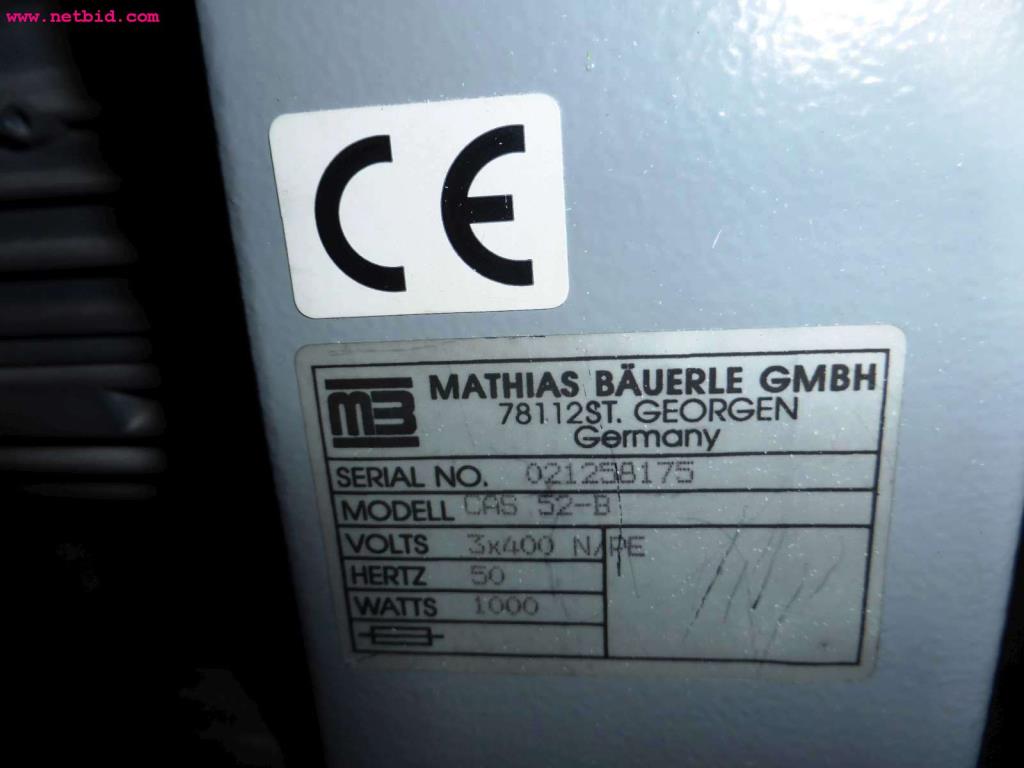 www.netbid.com
CE
MB MATHIAS BÄUERLE GMBH
78112ST. GEORGEN
Germany
SERIAL NO. 021258175
MODELL CAS 52-B
VOLTS 3x400 N/PE
HERTZ 50
WATTS 1000